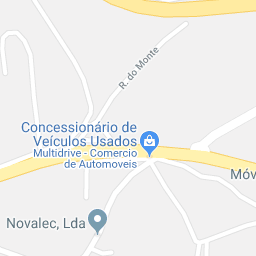 R. do Monte
Concessionário de
Veículos Usados
Multidrive - Comercio
de Automoveis
Móv
Novalec, Lda